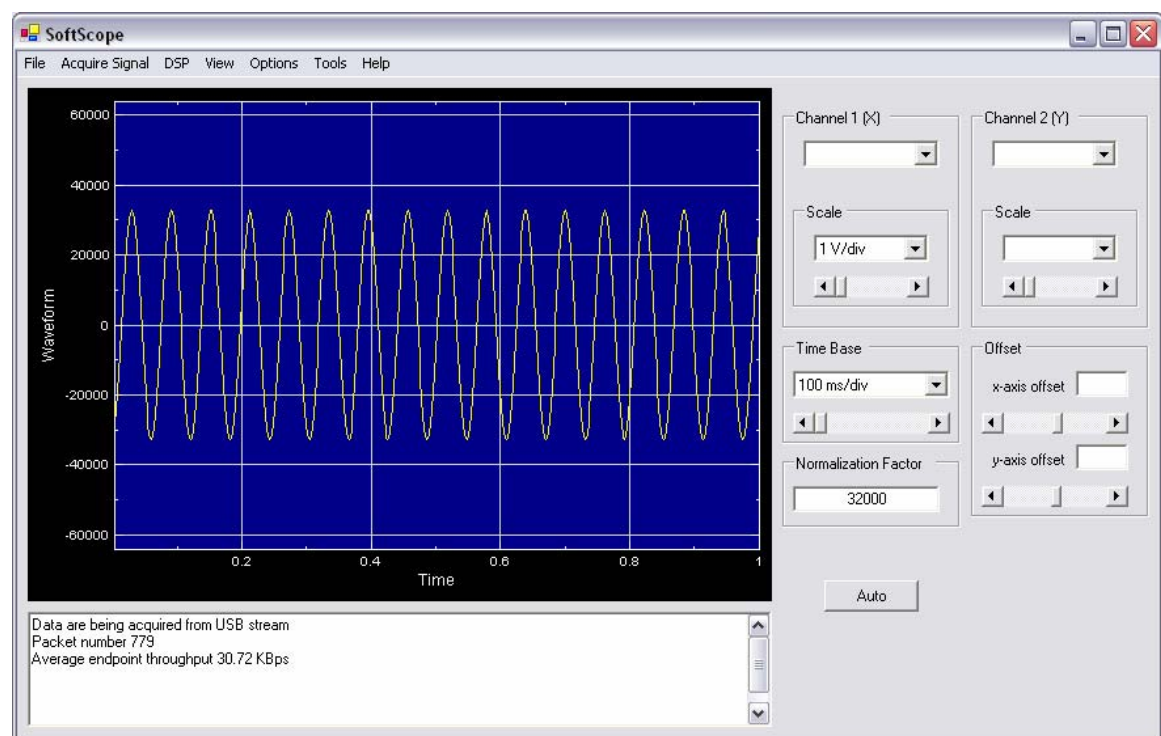 SoftScope
File Acquire Signal DSP View Options Tools Help
60000
40000
20000
0
-20000
-40000
-60000
Waveform
0.2 0.4 0.6 0.8 1
Time
Channel 1 (X)
Scale
1 V/div
Channel 2 (Y)
Scale
Time Base
100 ms/div
Offset
x-axis offset
y-axis offset
Normalization Factor
32000
Auto
Data are being acquired from USB stream
Packet number 779
Average endpoint throughput 30.72 KBps